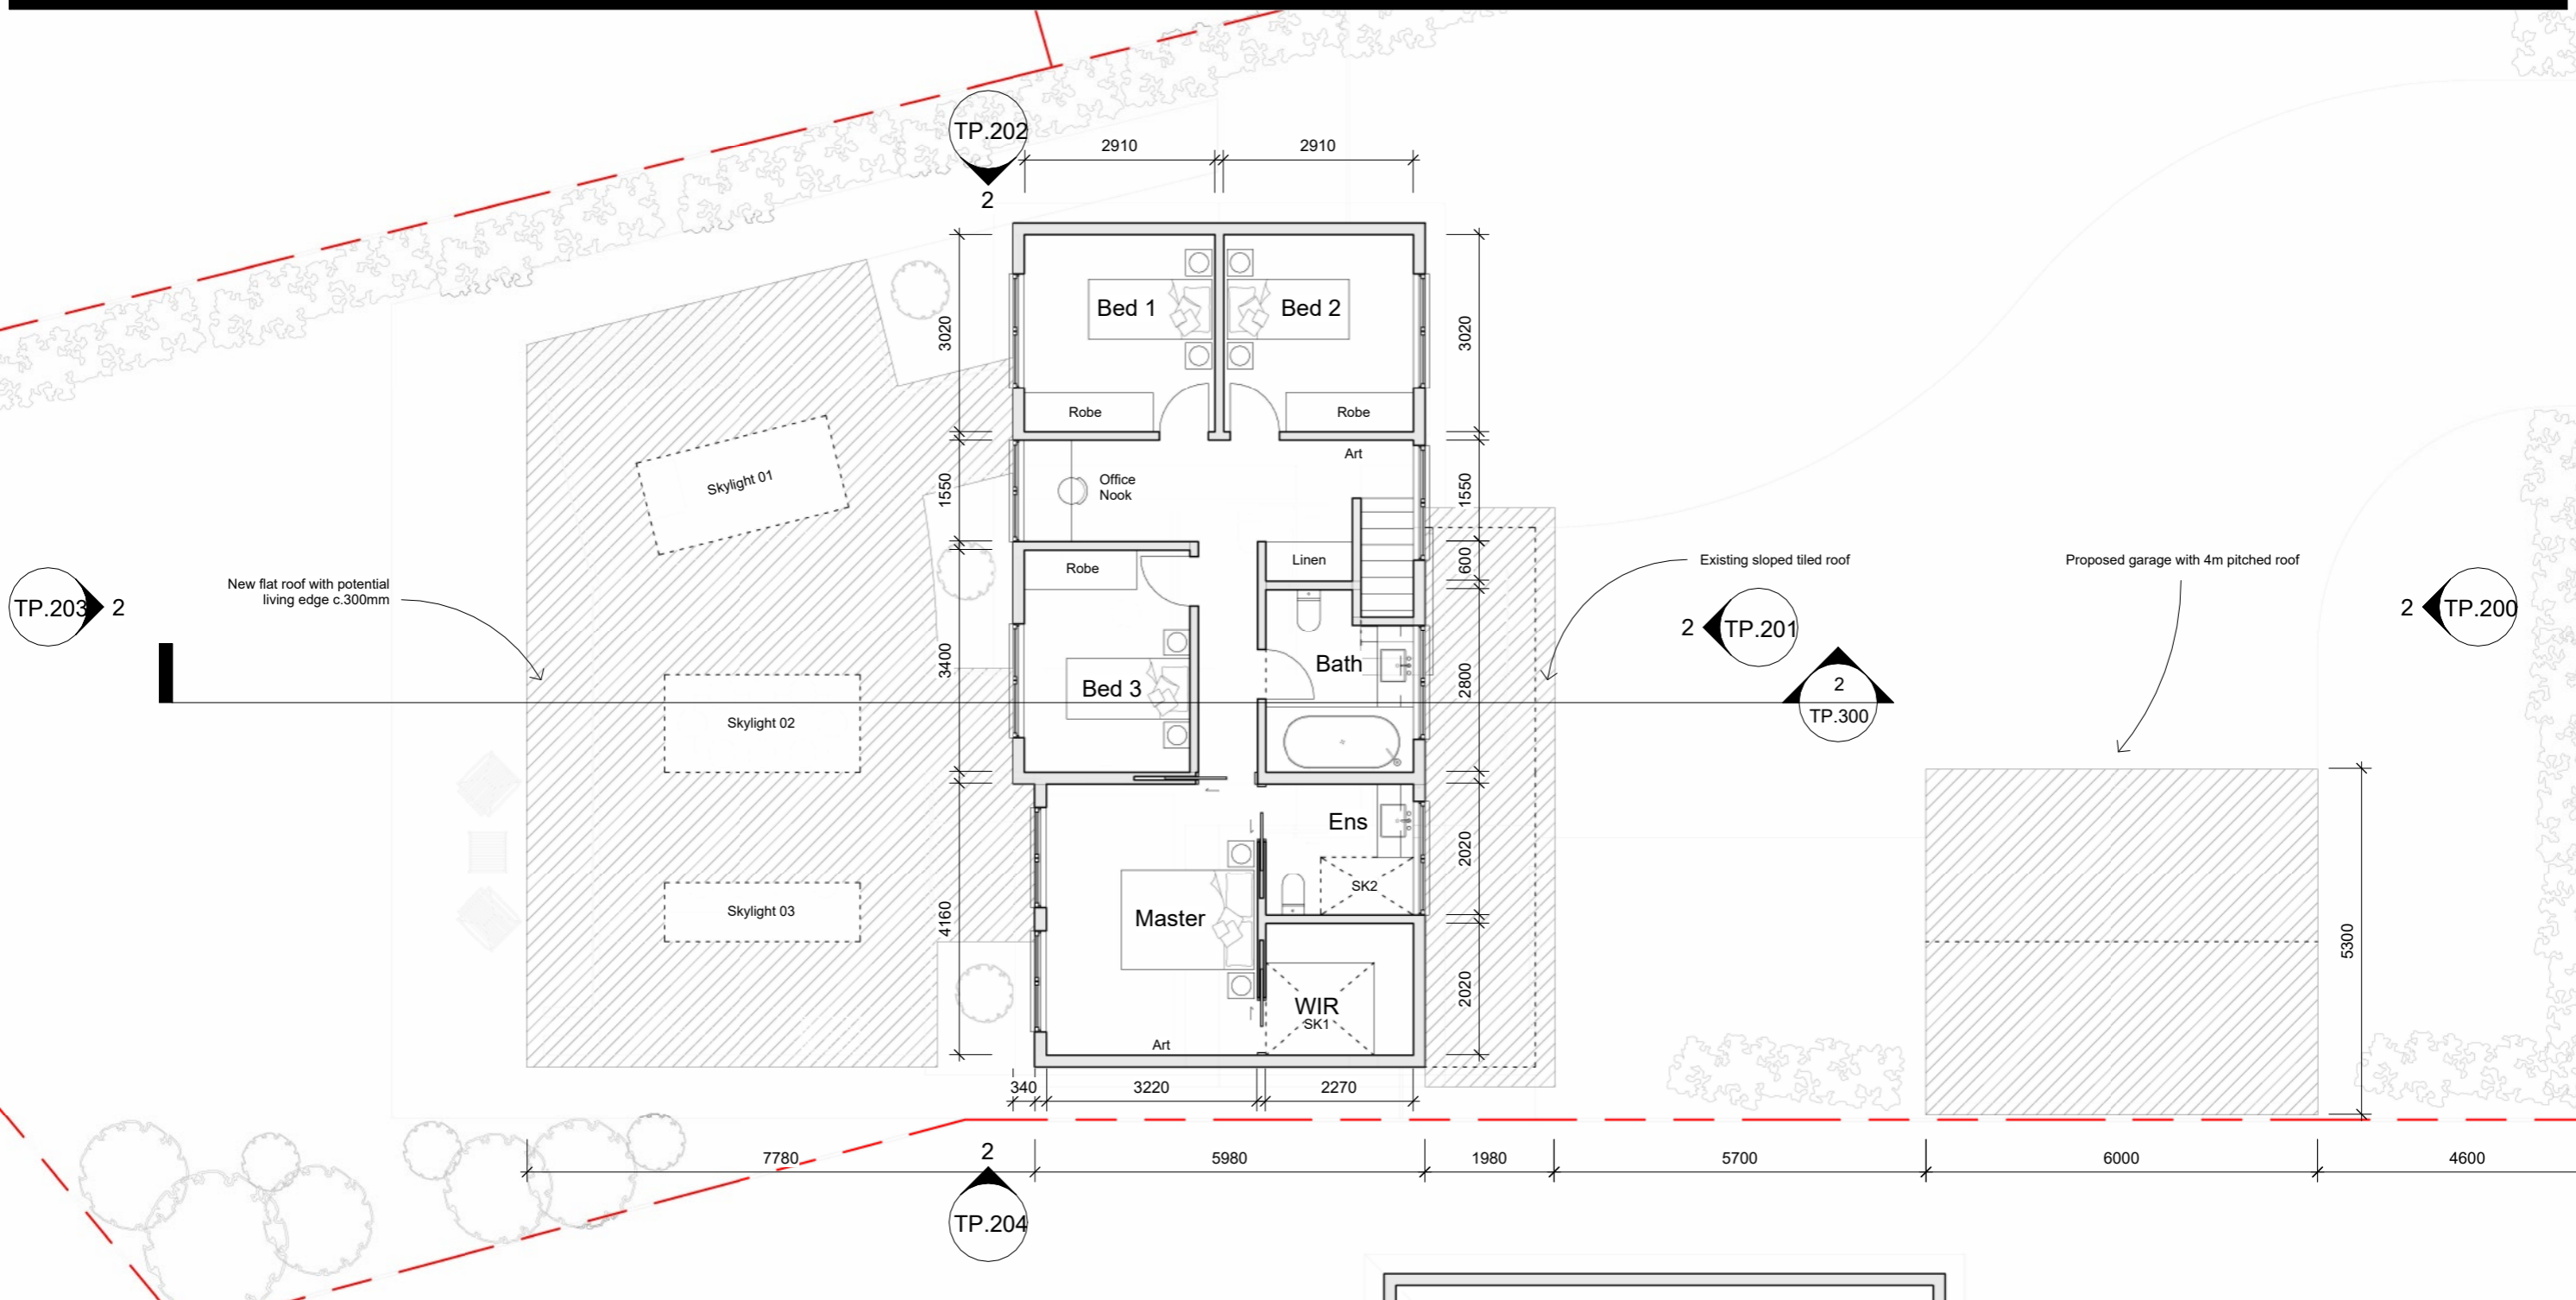 TP.202
2
2910
2910
3020
Bed 1
Bed 2
3020
Robe
Robe
Skylight 01
1550
Office
Nook
Art
1550
New flat roof with potential
living edge c.300mm
Robe
Linen
600
Existing sloped tiled roof
Proposed garage with 4m pitched roof
TP.203
2
2
TP.201
2
TP.200
3400
Bed 3
Bath
2800
Skylight 02
2
TP.300
Ens
2020
SK2
Skylight 03
4160
Master
2020
WIR
SK1
Art
5300
340
3220
2270
7780
2
5980
1980
5700
6000
4600
TP.204